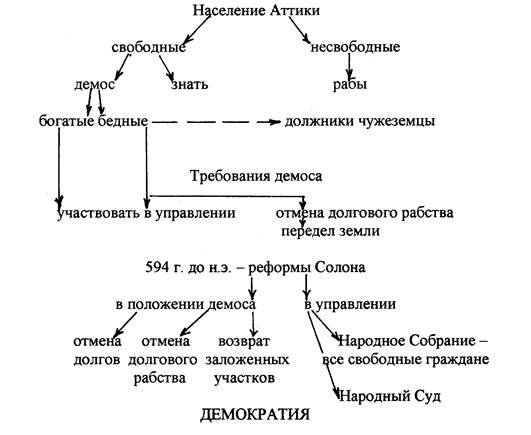 Население Аттики
свободные несвободные
демос знать рабы
богатые бедные должники чужеземцы
Требования демоса
участвовать в управлении отмена долгового рабства
передел земли
594 г. до н.э. – реформы Солона
в положении демоса в управлении
отмена отмена возврат Народное Собрание –
долгов долгового заложенных все свободные граждане
рабства участков
Народный Суд
ДЕМОКРАТИЯ